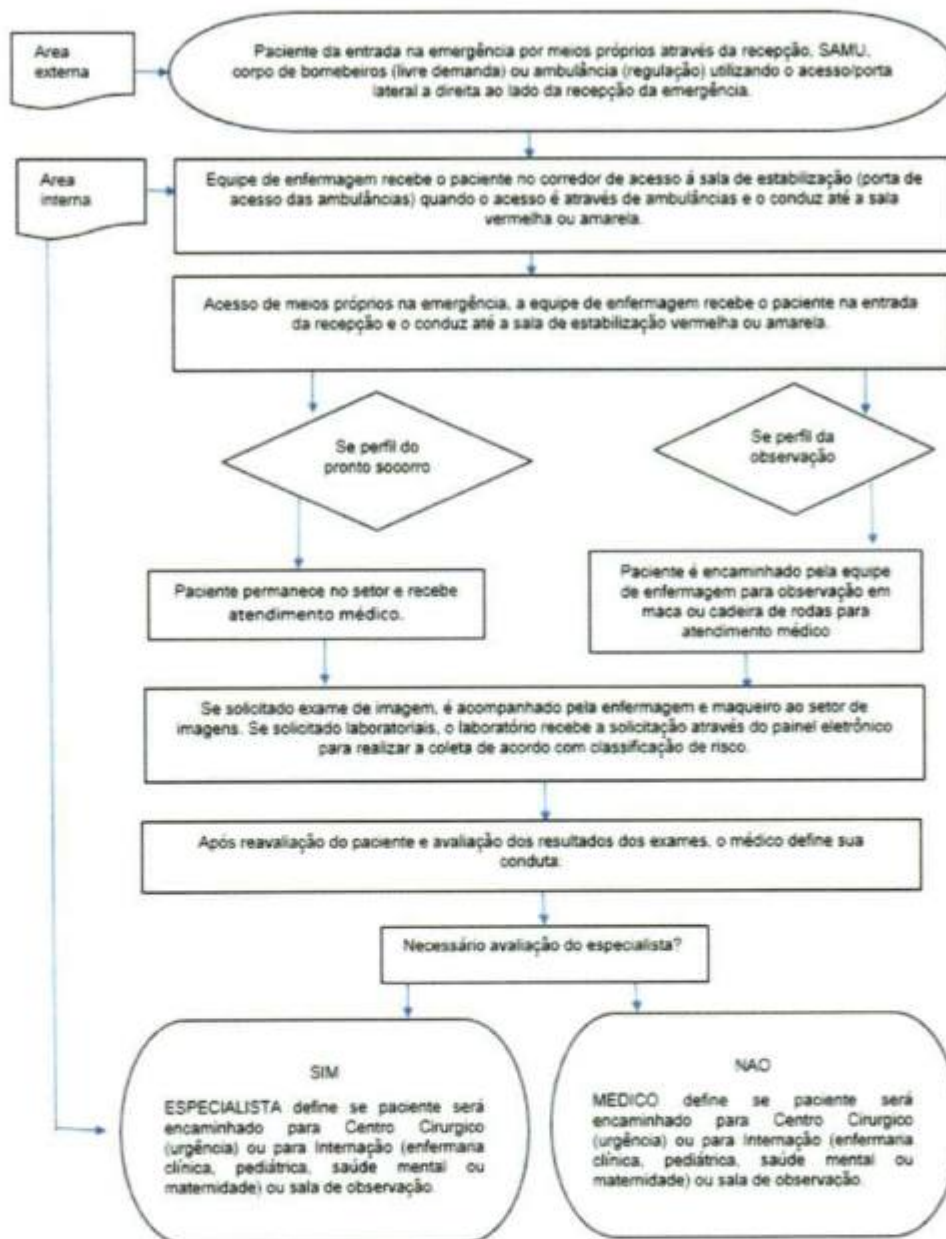 Area
externa
Paciente da entrada na emergência por meios próprios através da recepção, SAMU,
corpo de bomebeiros (livre demanda) ou ambulância (regulação) utilizando o acesso/porta
lateral a direita ao lado da recepção da emergência.
Area
interna
Equipe de enfermagem recebe o paciente no corredor de acesso á sala de estabilização (porta de
acesso das ambulâncias) quando o acesso é através de ambulâncias e o conduz até a sala
vermelha ou amarela.
Acesso de meios próprios na emergência, a equipe de enfermagem recebe o paciente na entrada
da recepção e o conduz até a sala de estabilização vermelha ou amarela.
Se perfil do
pronto socorro
Se perfil da
observação
Paciente permanece no setor e recebe
atendimento médico.
Paciente é encaminhado pela equipe
de enfermagem para observação em
maca ou cadeira de rodas para
atendimento médico
Se solicitado exame de imagem, é acompanhado pela enfermagem e maqueiro ao setor de
imagens. Se solicitado laboratoriais, o laboratório recebe a solicitação através do painel eletrônico
para realizar a coleta de acordo com classificação de risco.
Após reavaliação do paciente e avaliação dos resultados dos exames, o médico define sua
conduta.
Necessário avaliação do especialista?
SIM
ESPECIALISTA define se paciente será
encaminhado para Centro Cirurgico
(urgência) ou para Internação (enfermaria
clínica, pediátrica, saúde mental ou
maternidade) ou sala de observação.
NAO
MEDICO define se paciente será
encaminhado para Centro Cirúrgico
(urgência) ou para Internação (enfermaria
clínica, pediátrica, saúde mental ou
maternidade) ou sala de observação.